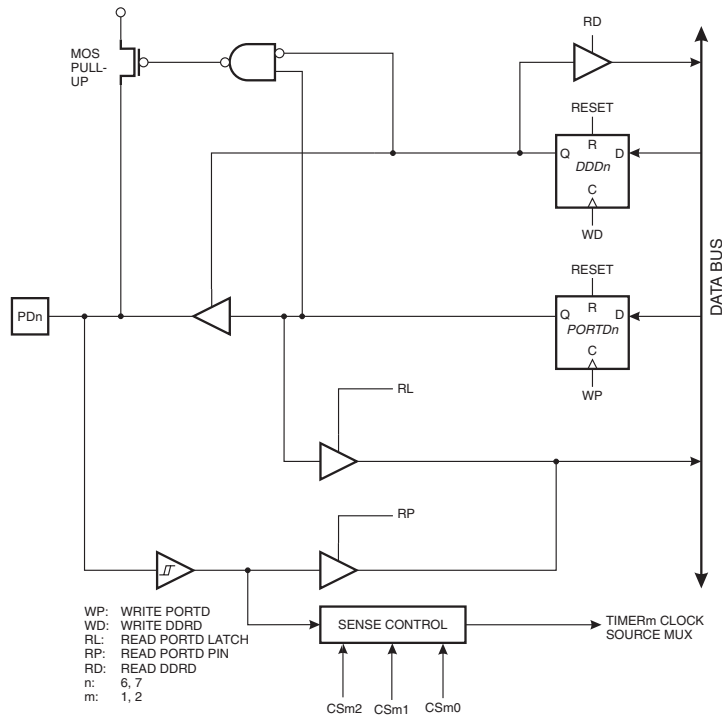 MOS
PULL-
UP
RD
RESET
R
Q
D
DDDn
C
WD
RESET
R
Q
D
PORTDn
C
WP
DATA BUS
PDn
RL
RP
WP: WRITE PORTD
WD: WRITE DDRD
RL: READ PORTD LATCH
RP: READ PORTD PIN
RD: READ DDRD
n: 6, 7
m: 1, 2
SENSE CONTROL
TIMERm CLOCK
SOURCE MUX
CSm2
CSm1
CSm0